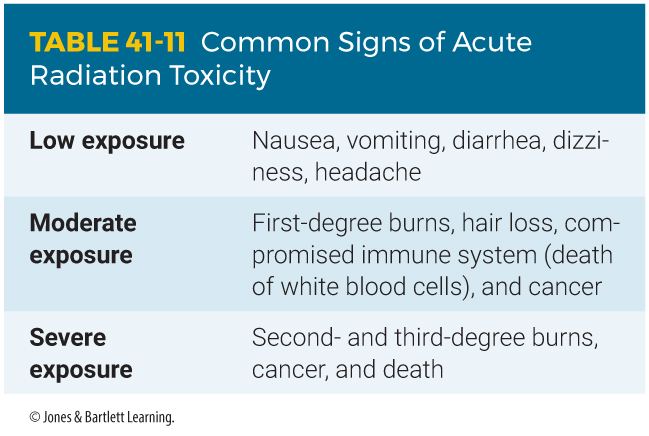 TABLE 41-11 Common Signs of Acute
Radiation Toxicity
Low exposure
Nausea, vomiting, diarrhea, dizzi-
ness, headache
Moderate
exposure
First-degree burns, hair loss, com-
promised immune system (death
of white blood cells), and cancer
Severe
exposure
Second- and third-degree burns,
cancer, and death
© Jones & Bartlett Learning.